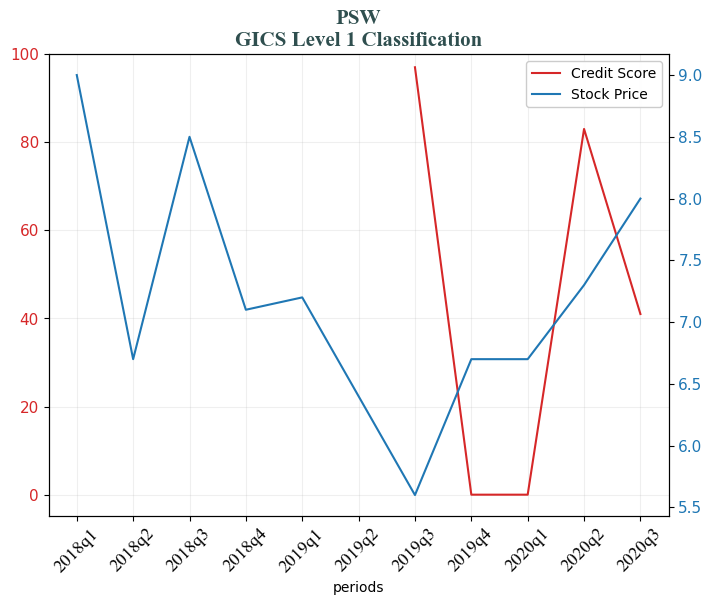 PSW
GICS Level 1 Classification
Credit Score
Stock Price
100
80
60
40
20
0
9.0
8.5
8.0
7.5
7.0
6.5
6.0
5.5
2018q1
2018q2
2018q3
2018q4
2019q1
2019q2
2019q3
2019q4
2020q1
2020q2
2020q3
periods